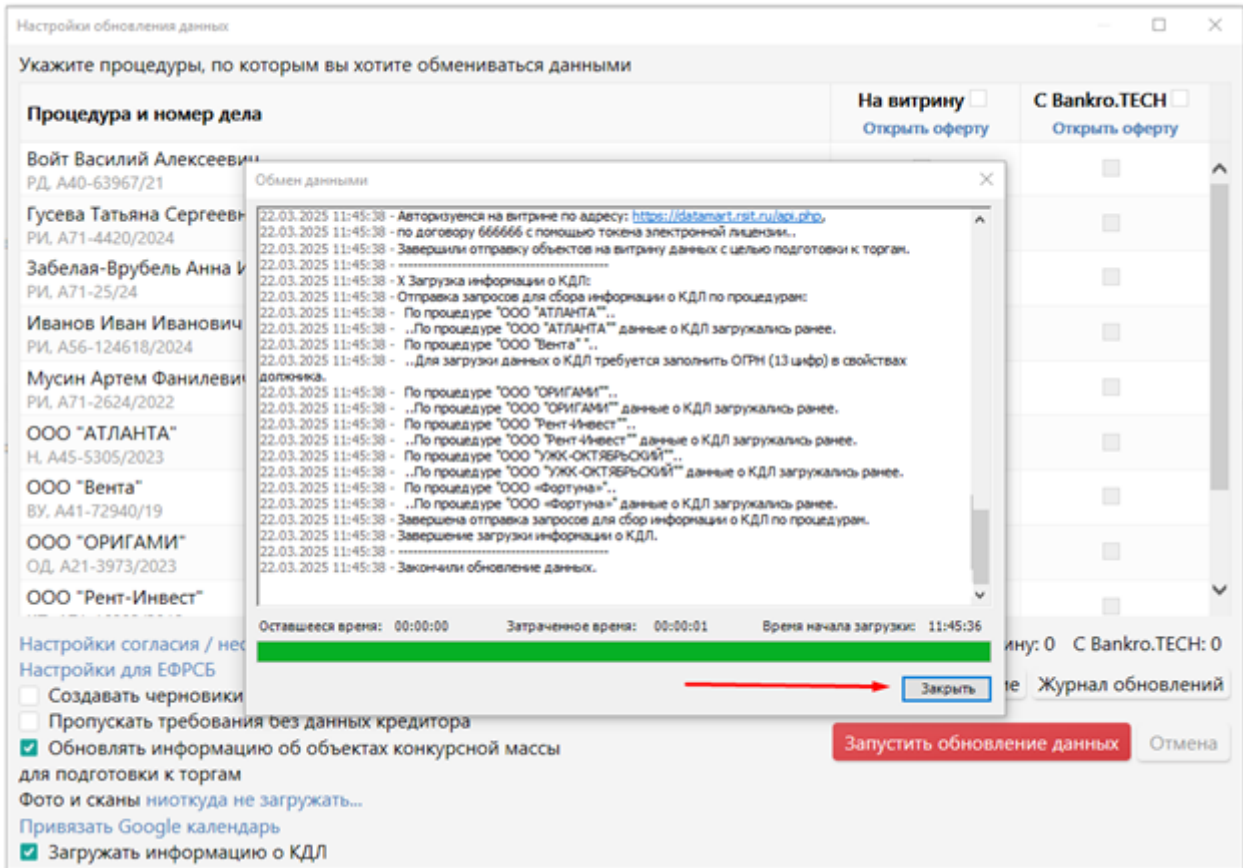 Настройки обновления данных
Укажите процедуры, по которым вы хотите обмениваться данными
Процедура и номер дела
На витрину
С Bankro.TECH
Открыть оферту
Открыть оферту
Войт Василий Алексеевич
РД, А40-63967/21
Гусева Татьяна Сергеевн
РИ, А71-4420/2024
Забелая-Врубель Анна И
РИ, А71-25/24
Иванов Иван Иванович
РИ, А56-124618/2024
Мусин Артем Фанилевич
РИ, А71-2624/2022
ООО "АТЛАНТА"
Н, А45-5305/2023
ООО "Вента"
ВУ, А41-72940/19
ООО "ОРИГАМИ"
ОД, А21-3973/2023
ООО "Рент-Инвест"
Обмен данными
22.03.2025 11:45:38 - Авторизуемся на витрине по адресу: https://datamart.rsit.ru/api.php,
22.03.2025 11:45:38 - по договору 666666 с помощью токена электронной лицензии..
22.03.2025 11:45:38 - Завершили отправку объектов на витрину данных с целью подготовки к торгам.
22.03.2025 11:45:38 - ------------------------------------------
22.03.2025 11:45:38 - X Загрузка информации о КДЛ:
22.03.2025 11:45:38 - Отправка запросов для сбора информации о КДЛ по процедурам:
22.03.2025 11:45:38 - По процедуре "ООО "АТЛАНТА""..
22.03.2025 11:45:38 - ..По процедуре "ООО "АТЛАНТА"" данные о КДЛ загружались ранее.
22.03.2025 11:45:38 - По процедуре "ООО "Вента" "..
22.03.2025 11:45:38 - ..Для загрузки данных о КДЛ требуется заполнить ОГРН (13 цифр) в свойствах
должника.
22.03.2025 11:45:38 - По процедуре "ООО "ОРИГАМИ""..
22.03.2025 11:45:38 - ..По процедуре "ООО "ОРИГАМИ"" данные о КДЛ загружались ранее.
22.03.2025 11:45:38 - По процедуре "ООО "Рент-Инвест""..
22.03.2025 11:45:38 - ..По процедуре "ООО "Рент-Инвест"" данные о КДЛ загружались ранее.
22.03.2025 11:45:38 - По процедуре "ООО "УЖК-ОКТЯБРЬСКИЙ""..
22.03.2025 11:45:38 - ..По процедуре "ООО "УЖК-ОКТЯБРЬСКИЙ"" данные о КДЛ загружались ранее.
22.03.2025 11:45:38 - По процедуре "ООО «Фортуна»"..
22.03.2025 11:45:38 - ..По процедуре "ООО «Фортуна»" данные о КДЛ загружались ранее.
22.03.2025 11:45:38 - Завершена отправка запросов для сбор информации о КДЛ по процедурам.
22.03.2025 11:45:38 - Завершение загрузки информации о КДЛ.
22.03.2025 11:45:38 - ------------------------------------------
22.03.2025 11:45:38 - Закончили обновление данных.
Оставшееся время: 00:00:00 Затраченное время: 00:00:01 Время начала загрузки: 11:45:36
Закрыть
Настройки согласия / нес
ину: 0 С Bankro.TECH: 0
Настройки для ЕФРСБ
Создавать черновики
ие
Журнал обновлений
Пропускать требования без данных кредитора
Обновлять информацию об объектах конкурсной массы
для подготовки к торгам
Запустить обновление данных
Отмена
Фото и сканы ниоткуда не загружать...
Привязать Google календарь
Загружать информацию о КДЛ